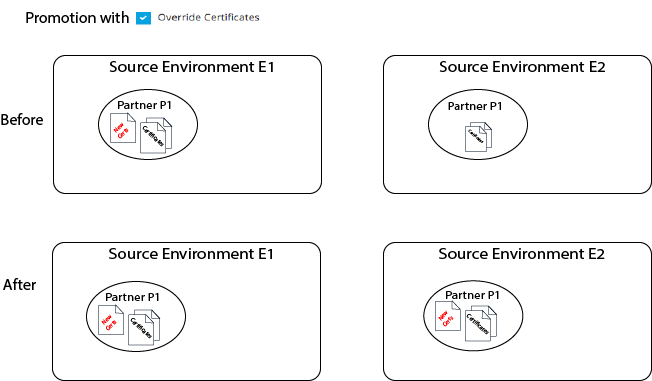 Promotion with Override Certificates
Source Environment E1
Source Environment E2
Before
Partner P1
New
Certs
Certificates
Partner P1
Source Environment E1
Source Environment E2
After
Partner P1
New
Certs
Certificates
Partner P1
New
Certs
Certificates